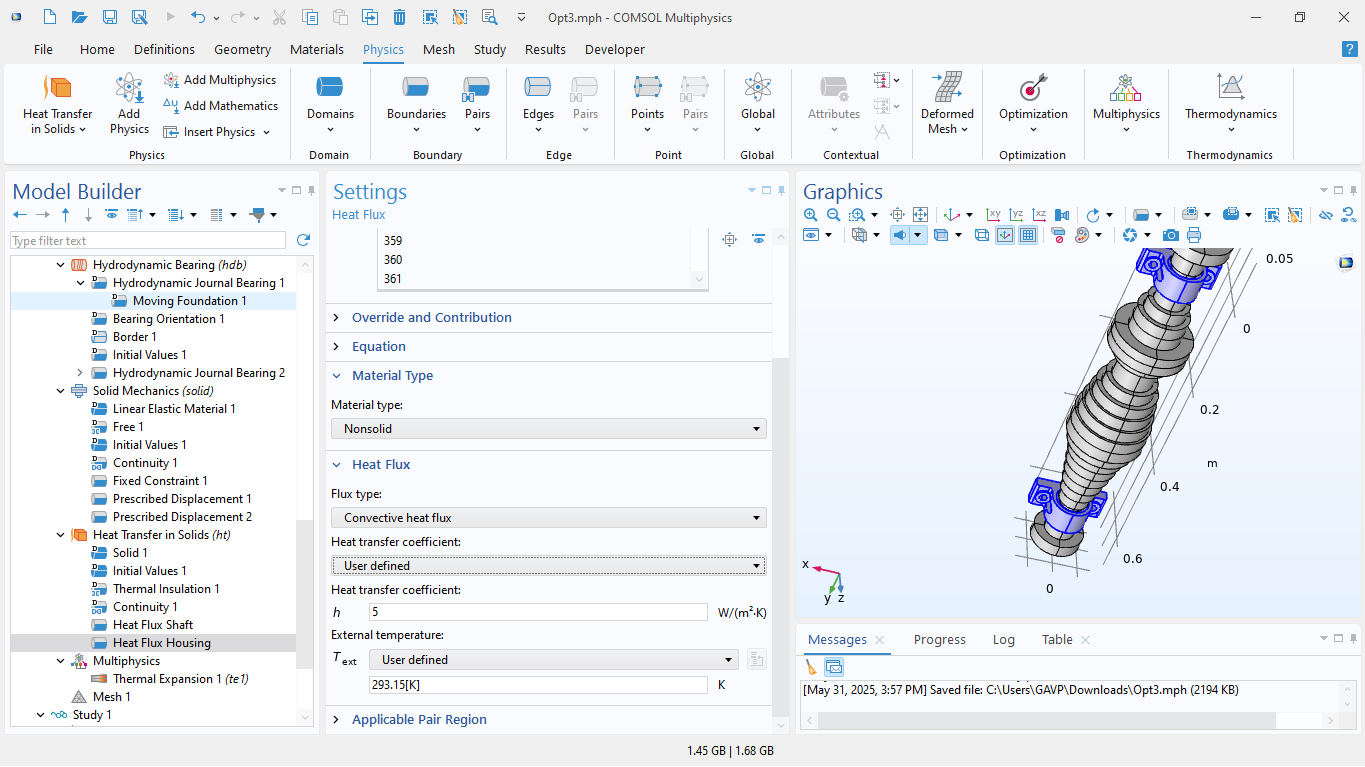 Opt3.mph - COMSOL Multiphysics
File Home Definitions Geometry Materials Physics Mesh Study Results Developer ?
Heat Transfer in Solids
Add Physics
Add Multiphysics
Add Mathematics
Insert Physics
Physics
Domains
Domain
Boundaries
Pairs
Boundary
Edges
Pairs
Edge
Points
Pairs
Point
Global
Global
Attributes
Contextual
Deformed Mesh
Optimization
Optimization
Multiphysics
Thermodynamics
Thermodynamics
Model Builder
Type filter text
Hydrodynamic Bearing (hdb)
D Hydrodynamic Journal Bearing 1
D Moving Foundation 1
D Bearing Orientation 1
D Border 1
D Initial Values 1
Hydrodynamic Journal Bearing 2
Solid Mechanics (solid)
D Linear Elastic Material 1
D Free 1
D Initial Values 1
D Continuity 1
Fixed Constraint 1
Prescribed Displacement 1
Prescribed Displacement 2
Heat Transfer in Solids (ht)
D Solid 1
D Initial Values 1
D Thermal Insulation 1
D Continuity 1
Heat Flux Shaft
Heat Flux Housing
Multiphysics
Thermal Expansion 1 (te1)
Mesh 1
Study 1
Settings
Heat Flux
359
360
361
Override and Contribution
Equation
Material Type
Material type:
Nonsolid
Heat Flux
Flux type:
Convective heat flux
Heat transfer coefficient:
User defined
Heat transfer coefficient:
h 5 W/(m²·K)
External temperature:
Text User defined
293.15[K] K
Applicable Pair Region
Graphics
xy yz xz
0.05
0
0.2
m
0.4
0.6
0
x
y z
Messages Progress Log Table
[May 31, 2025, 3:57 PM] Saved file: C:\Users\GAVP\Downloads\Opt3.mph (2194 KB)
1.45 GB | 1.68 GB